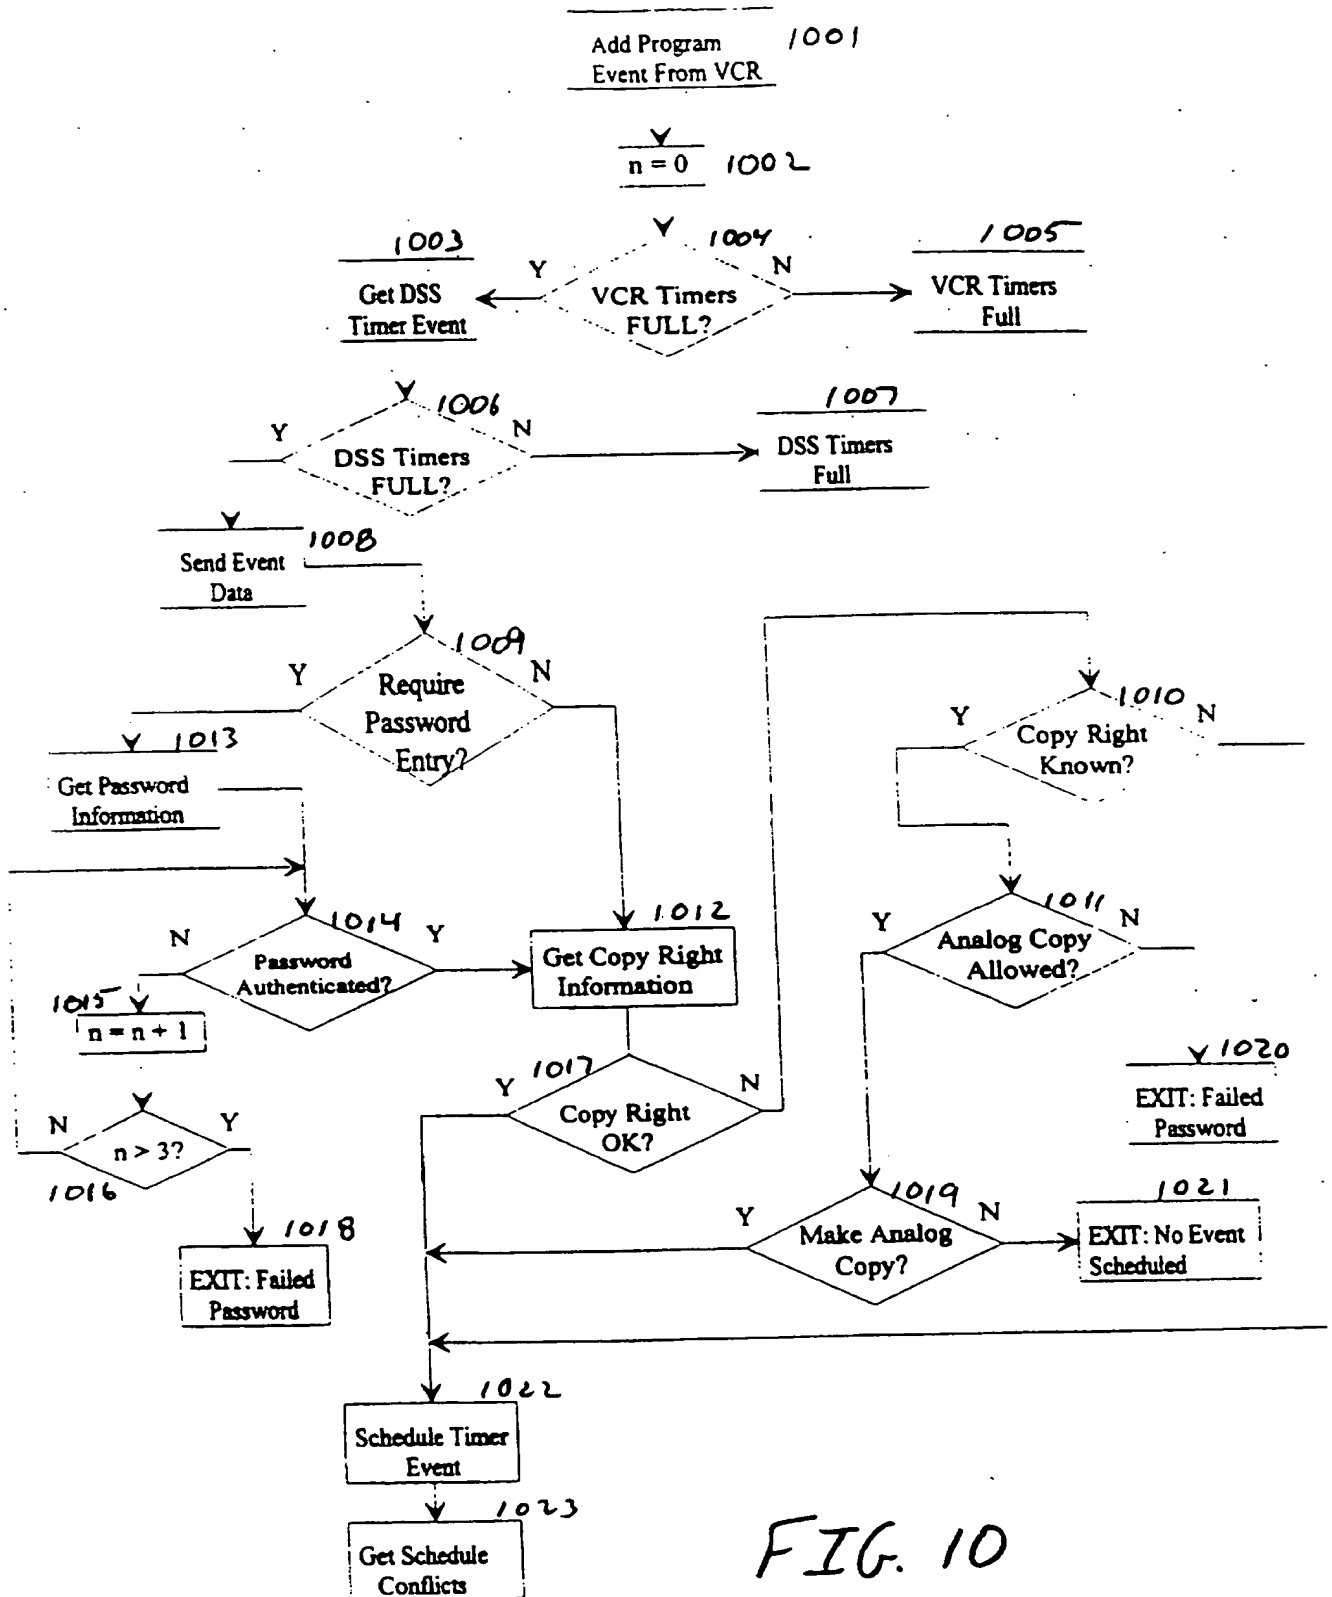 Add Program 1001
Event From VCR
n = 0 1002
1003
1004
1005
Y
N
Get DSS
Timer Event
VCR Timers
FULL?
VCR Timers
Full
1006
1007
Y
N
DSS Timers
FULL?
DSS Timers
Full
1008
Send Event
Data
1009
Y
N
Require
Password
Entry?
1010
Y
N
Copy Right
Known?
1013
Get Password
Information
1014
N
Y
Password
Authenticated?
1012
Get Copy Right
Information
1011
Y
N
Analog Copy
Allowed?
1015
n = n + 1
1017
Y
N
Copy Right
OK?
1020
EXIT: Failed
Password
N
Y
n > 3?
1016
1018
EXIT: Failed
Password
1019
Y
N
Make Analog
Copy?
1021
EXIT: No Event
Scheduled
1022
Schedule Timer
Event
1023
Get Schedule
Conflicts
FIG. 10